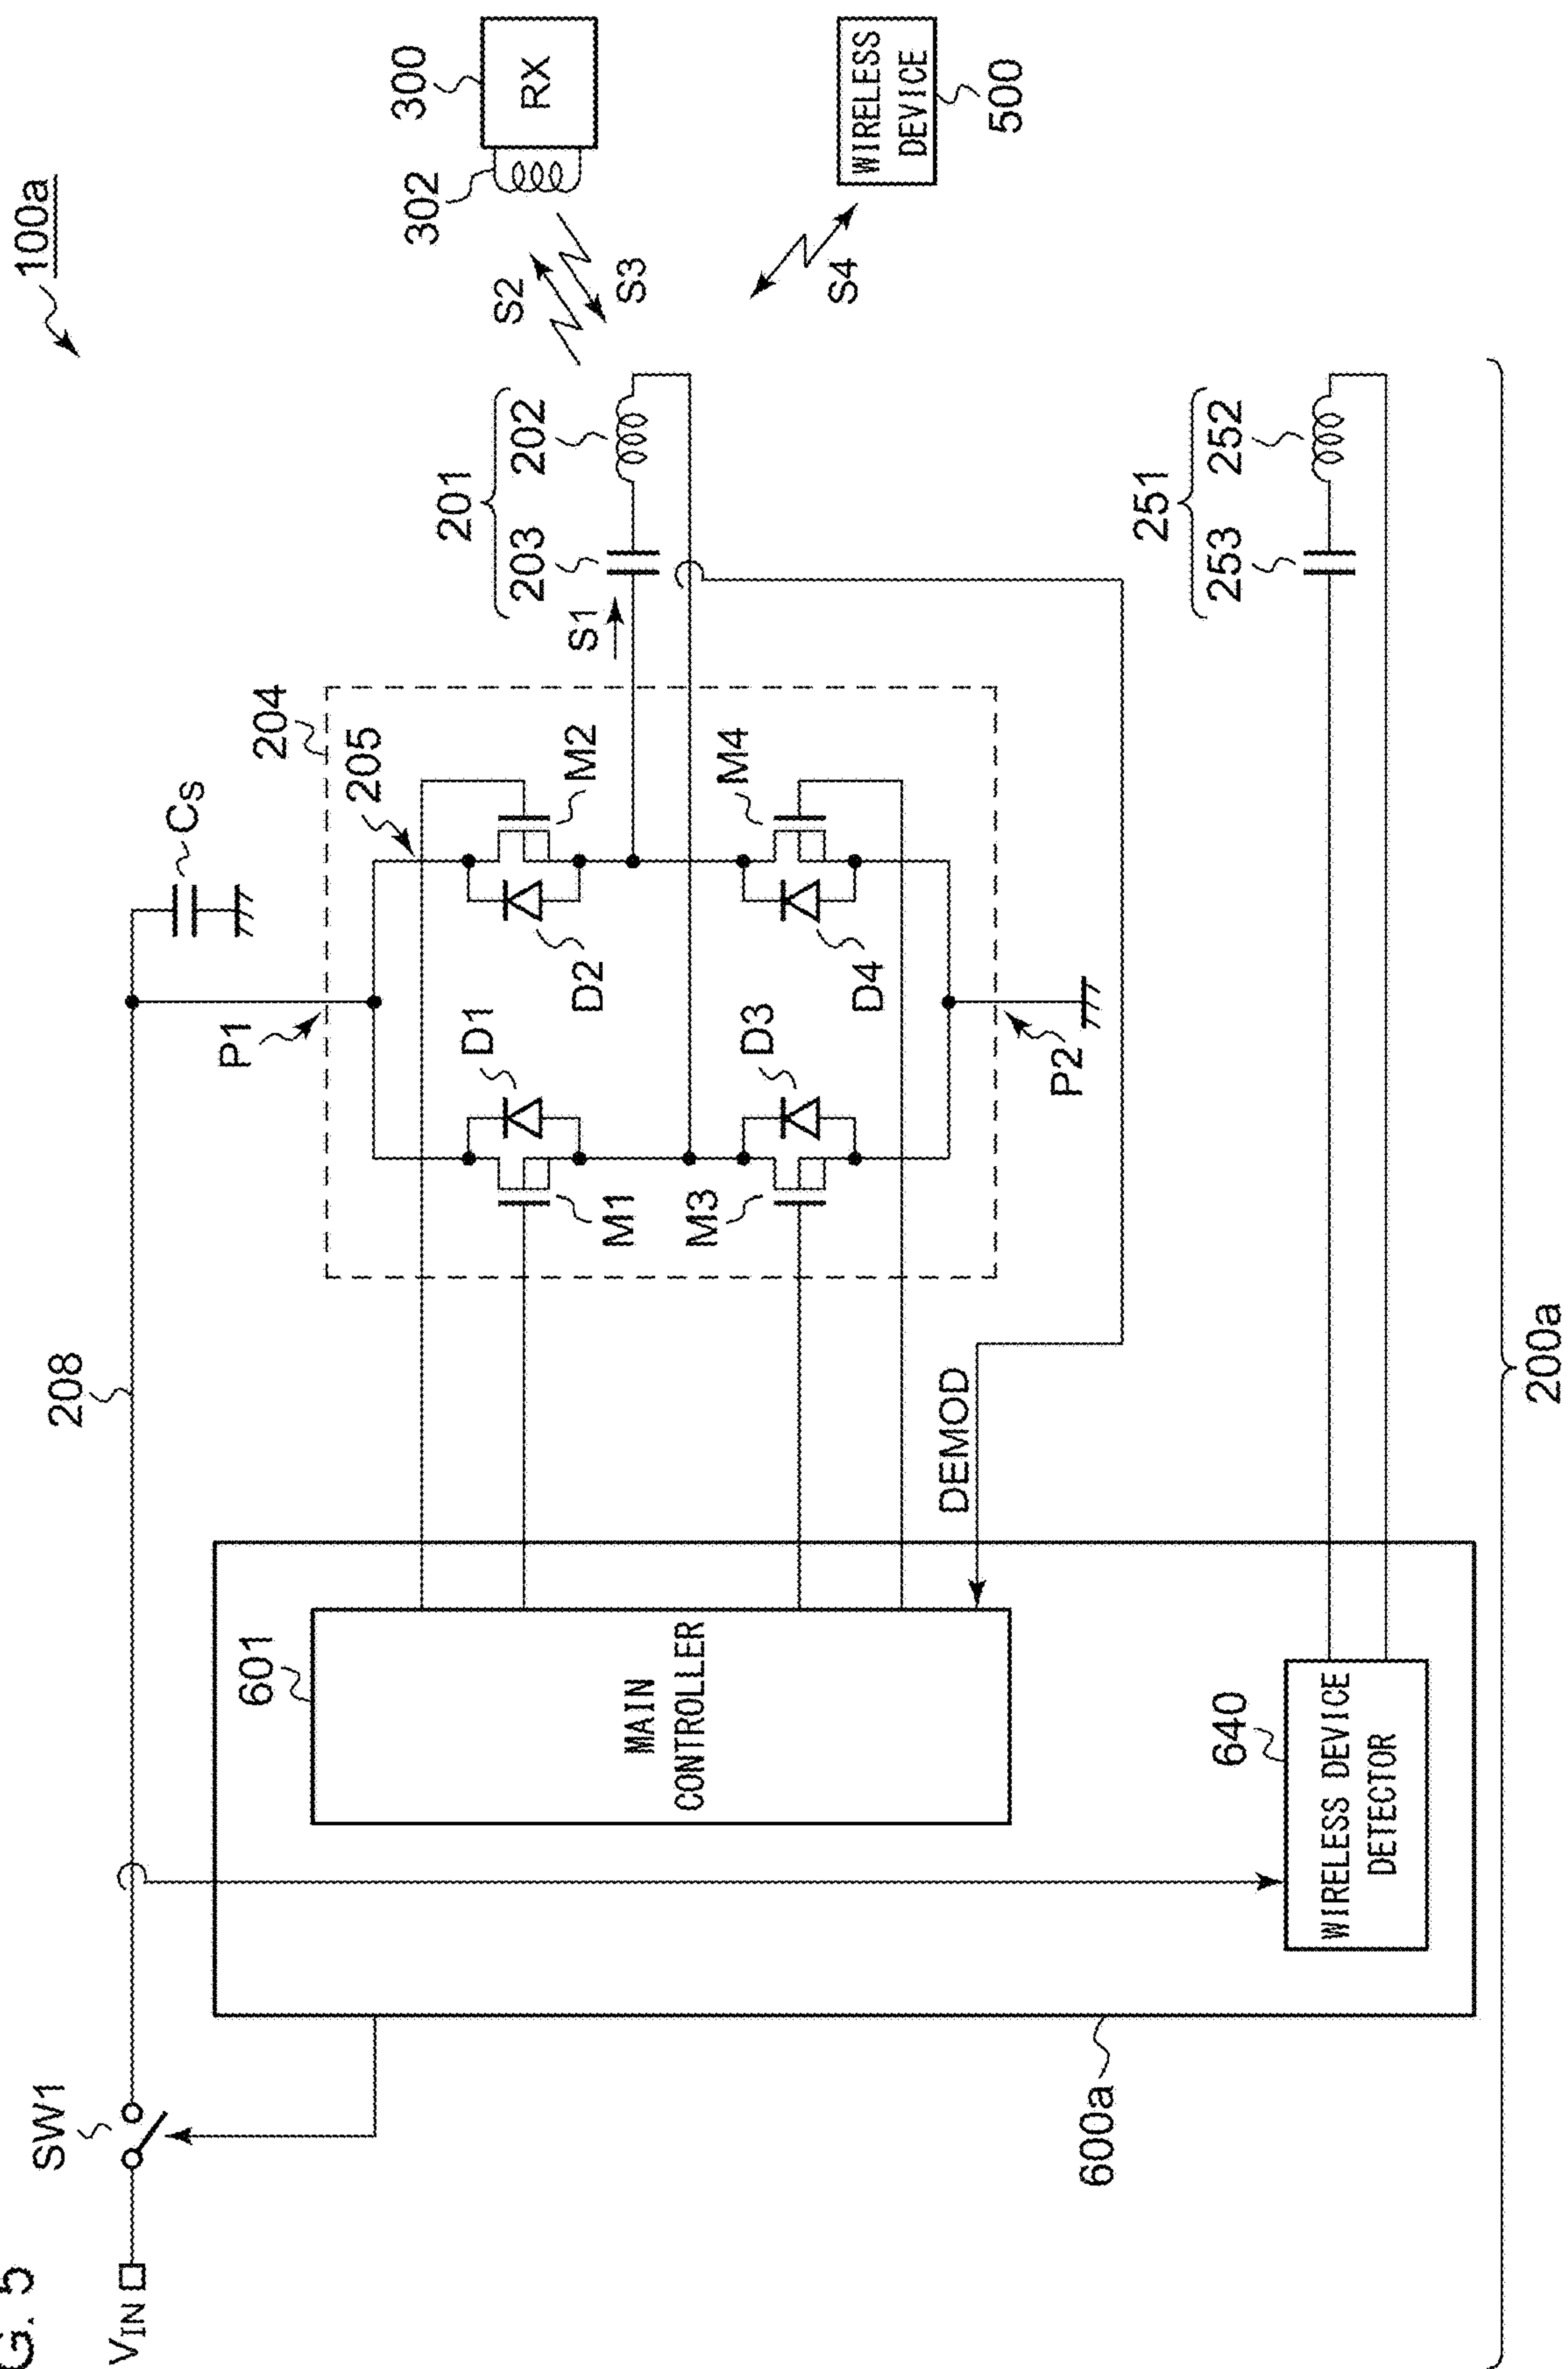 G. 5
100a
VIN
SW1
208
CS
P1
204
205
601
MAIN
CONTROLLER
M1
D1
D2
M2
M3
D3
D4
M4
P2
DEMOD
S1
201
203
202
S2
S3
302
300
RX
S4
WIRELESS
DEVICE
500
600a
640
WIRELESS DEVICE
DETECTOR
251
253
252
200a